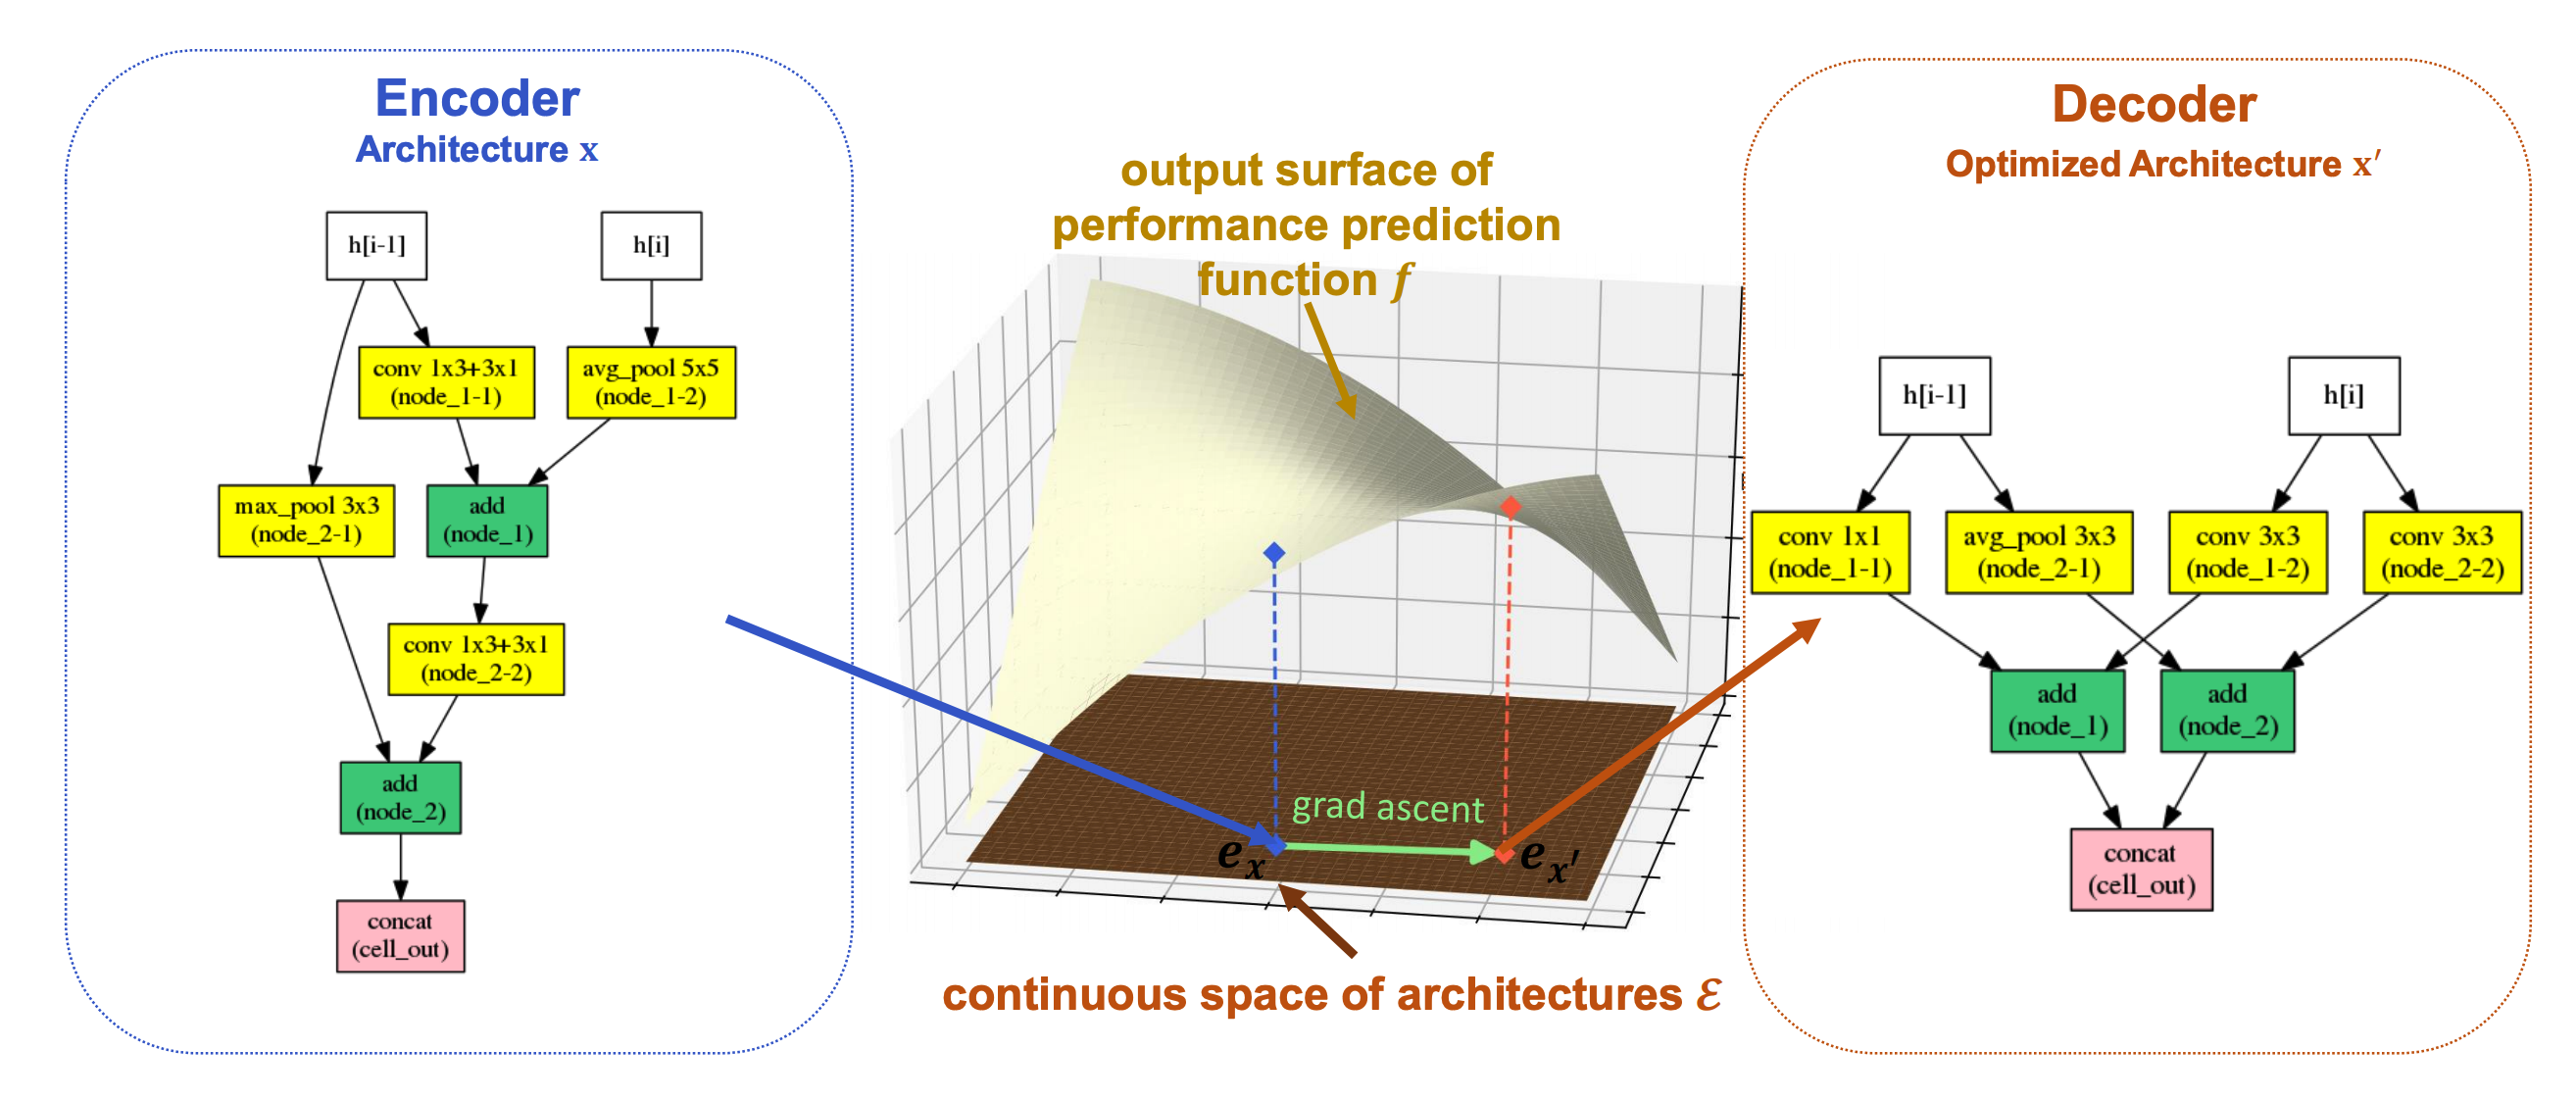 Encoder
Architecture x
h[i-1]
h[i]
conv 1x3+3x1
(node_1-1)
avg_pool 5x5
(node_1-2)
max_pool 3x3
(node_2-1)
add
(node_1)
conv 1x3+3x1
(node_2-2)
add
(node_2)
concat
(cell_out)
output surface of
performance prediction
function f
grad ascent
eₓ
eₓ′
continuous space of architectures ℰ
Decoder
Optimized Architecture x′
h[i-1]
h[i]
conv 1x1
(node_1-1)
avg_pool 3x3
(node_2-1)
conv 3x3
(node_1-2)
conv 3x3
(node_2-2)
add
(node_1)
add
(node_2)
concat
(cell_out)